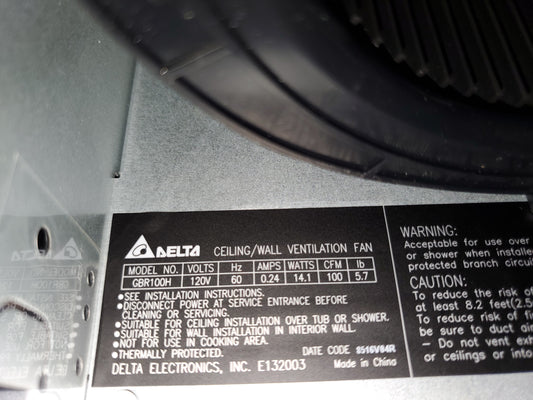 DELTA CEILING/WALL VENTILATION FAN
MODEL NO. VOLTS Hz AMPS WATTS CFM lb
GBR100H 120V 60 0.24 14.1 100 5.7
•SEE INSTALLATION INSTRUCTIONS.
•DISCONNECT POWER AT SERVICE ENTRANCE BEFORE
CLEANING OR SERVICING.
•SUITABLE FOR CEILING INSTALLATION OVER TUB OR SHOWER.
•SUITABLE FOR WALL INSTALLATION IN INTERIOR WALL.
•NOT FOR USE IN COOKING AREA.
•THERMALLY PROTECTED.
DATE CODE 8516V04R
DELTA ELECTRONICS, INC. E132003 Made in China
WARNING:
Acceptable for use over
or shower when installed
protected branch circui
CAUTION:
To reduce the risk of
at least 8.2 feet(2.5
To reduce risk of fi
be sure to duct air
- Do not vent exh
or ceilings or into